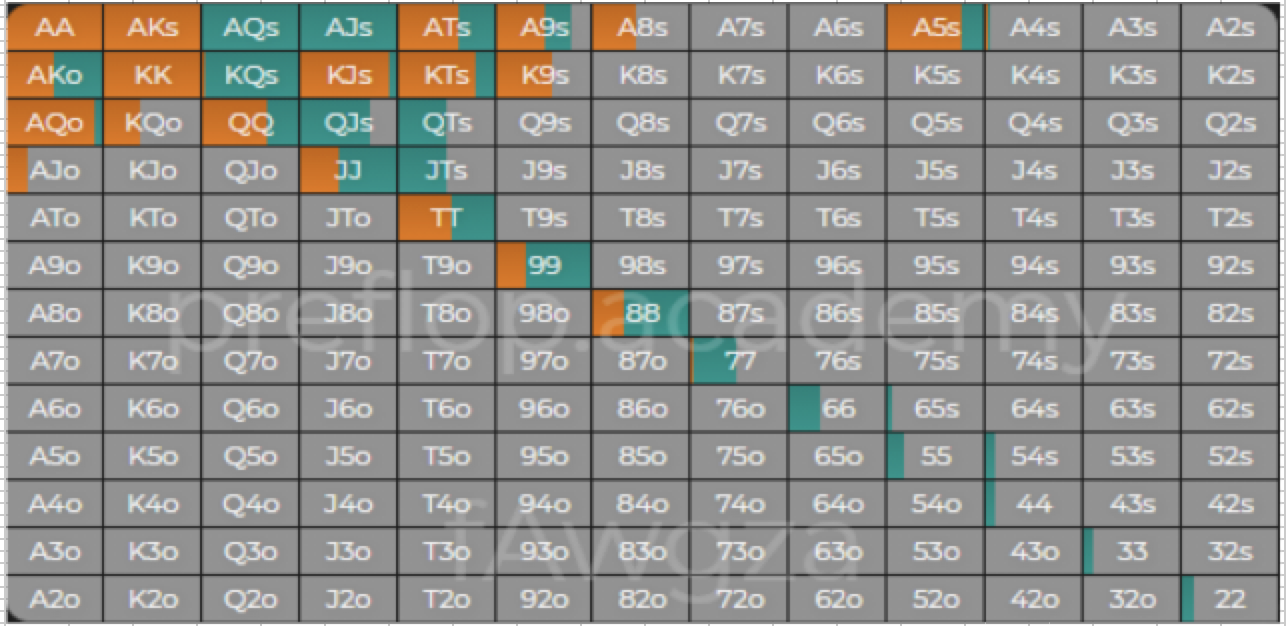 AA AKs AQs AJs ATs A9s A8s A7s A6s A5s A4s A3s A2s
AKo KK KQs KJs KTs K9s K8s K7s K6s K5s K4s K3s K2s
AQo KQo QQ QJs QTs Q9s Q8s Q7s Q6s Q5s Q4s Q3s Q2s
AJo KJo QJo JJ JTs J9s J8s J7s J6s J5s J4s J3s J2s
ATo KTo QTo JTo TT T9s T8s T7s T6s T5s T4s T3s T2s
A9o K9o Q9o J9o T9o 99 98s 97s 96s 95s 94s 93s 92s
A8o K8o Q8o J8o T8o 98o 88 87s 86s 85s 84s 83s 82s
preflop.academy
A7o K7o Q7o J7o T7o 97o 87o 77 76s 75s 74s 73s 72s
A6o K6o Q6o J6o T6o 96o 86o 76o 66 65s 64s 63s 62s
A5o K5o Q5o J5o T5o 95o 85o 75o 65o 55 54s 53s 52s
A4o K4o Q4o J4o T4o 94o 84o 74o 64o 54o 44 43s 42s
fAwgza
A3o K3o Q3o J3o T3o 93o 83o 73o 63o 53o 43o 33 32s
A2o K2o Q2o J2o T2o 92o 82o 72o 62o 52o 42o 32o 22